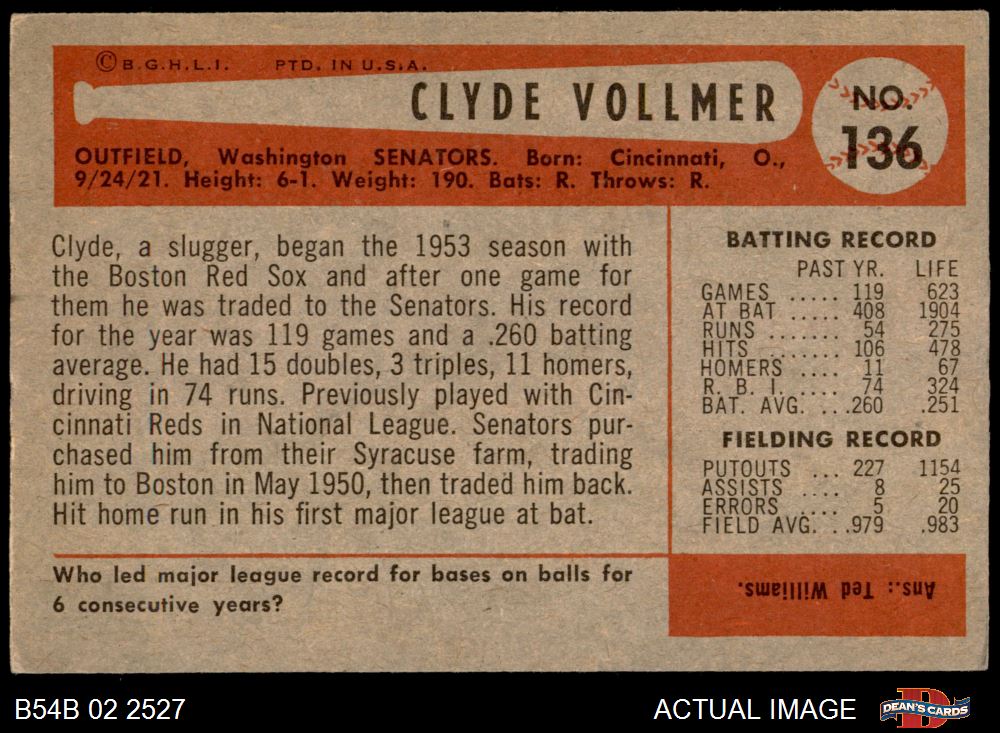 ©B.G.H.L.I. PTD. IN U.S.A.
CLYDE VOLLMER
NO.
136
OUTFIELD, Washington SENATORS. Born: Cincinnati, O.,
9/24/21. Height: 6-1. Weight: 190. Bats: R. Throws: R.
Clyde, a slugger, began the 1953 season with
the Boston Red Sox and after one game for
them he was traded to the Senators. His record
for the year was 119 games and a .260 batting
average. He had 15 doubles, 3 triples, 11 homers,
driving in 74 runs. Previously played with Cin-
cinnati Reds in National League. Senators pur-
chased him from their Syracuse farm, trading
him to Boston in May 1950, then traded him back.
Hit home run in his first major league at bat.
BATTING RECORD
PAST YR. LIFE
GAMES ..... 119 623
AT BAT ..... 408 1904
RUNS ..... 54 275
HITS ....... 106 478
HOMERS .... 11 67
R. B. I. .... 74 324
BAT. AVG. ...260 .251
FIELDING RECORD
PUTOUTS ... 227 1154
ASSISTS .... 8 25
ERRORS .... 5 20
FIELD AVG. ..979 .983
Who led major league record for bases on balls for
6 consecutive years?
Ans.: Ted Williams.
B54B 02 2527
ACTUAL IMAGE
D
DEAN'S CARDS